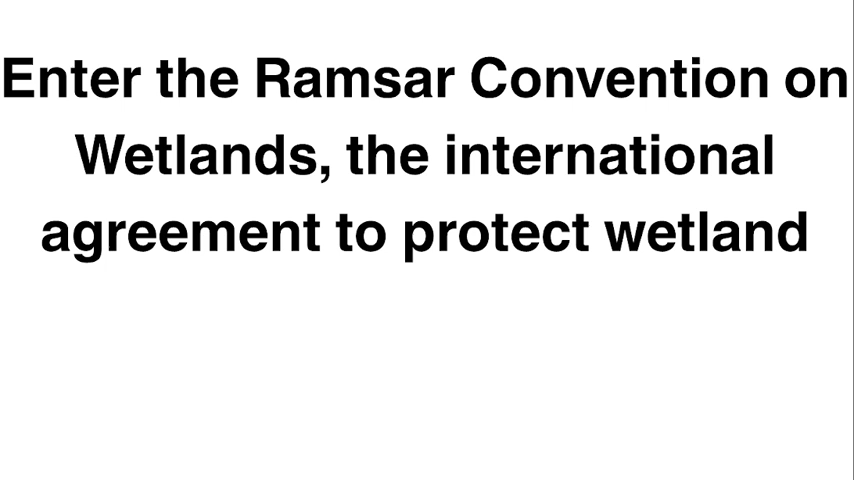 Enter the Ramsar Convention on
Wetlands, the international
agreement to protect wetland